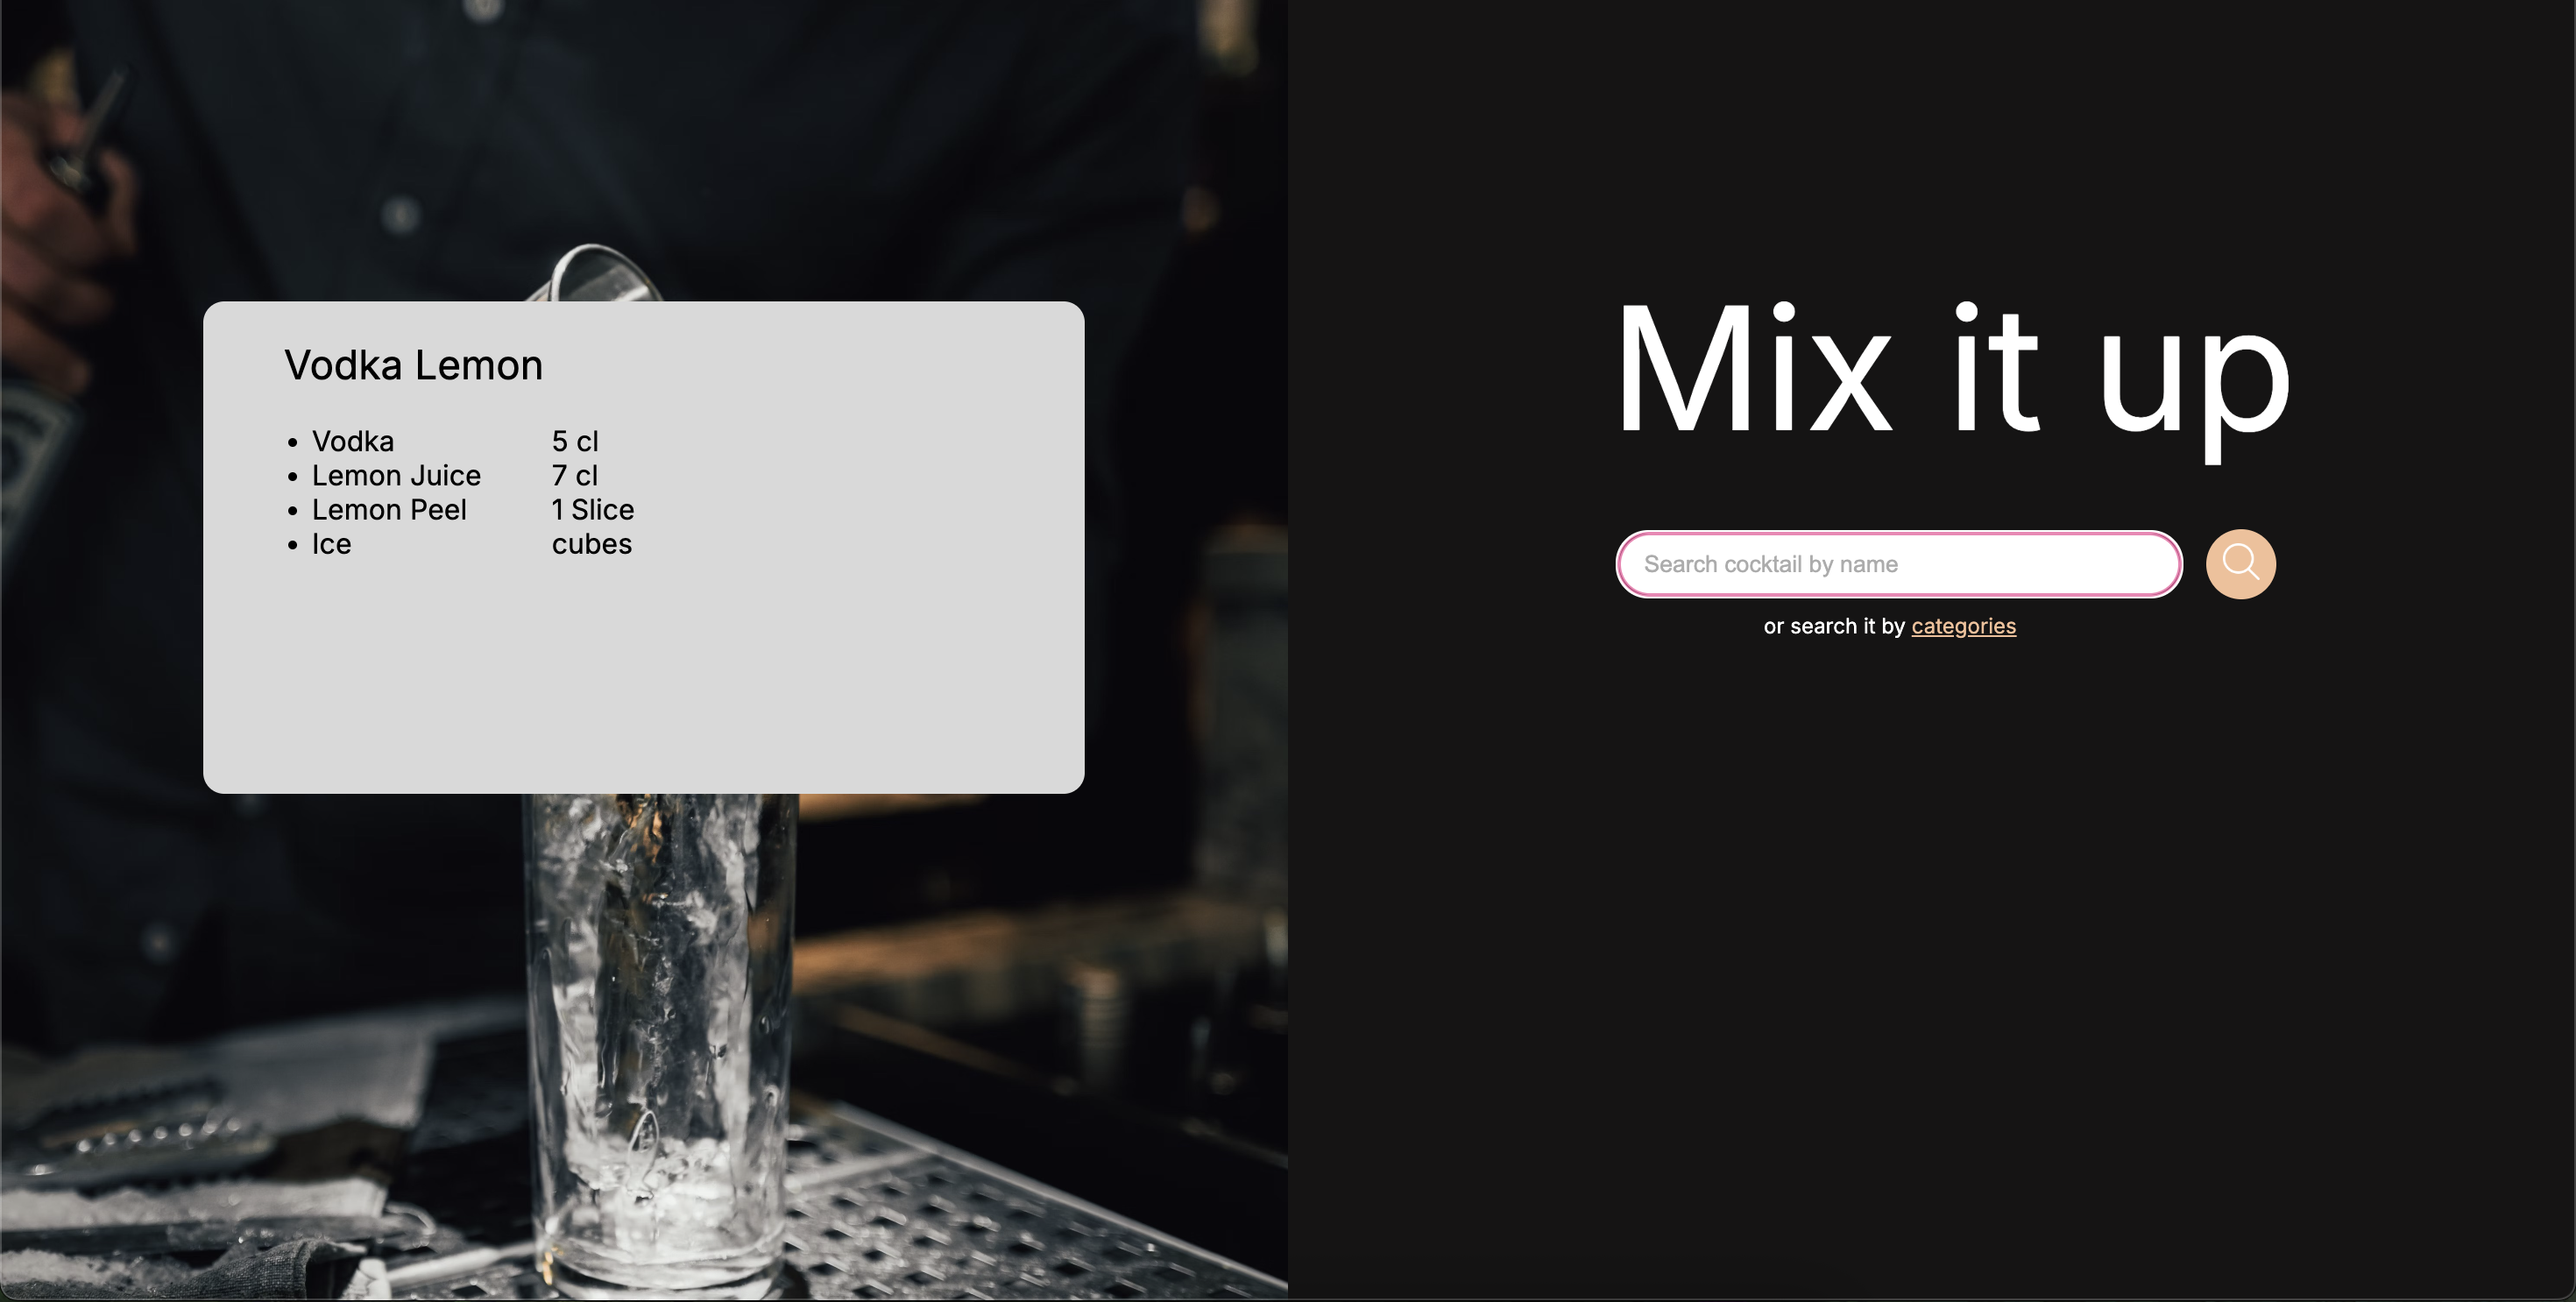 Vodka Lemon
• Vodka 5 cl
• Lemon Juice 7 cl
• Lemon Peel 1 Slice
• Ice cubes
Mix it up
Search cocktail by name
or search it by categories